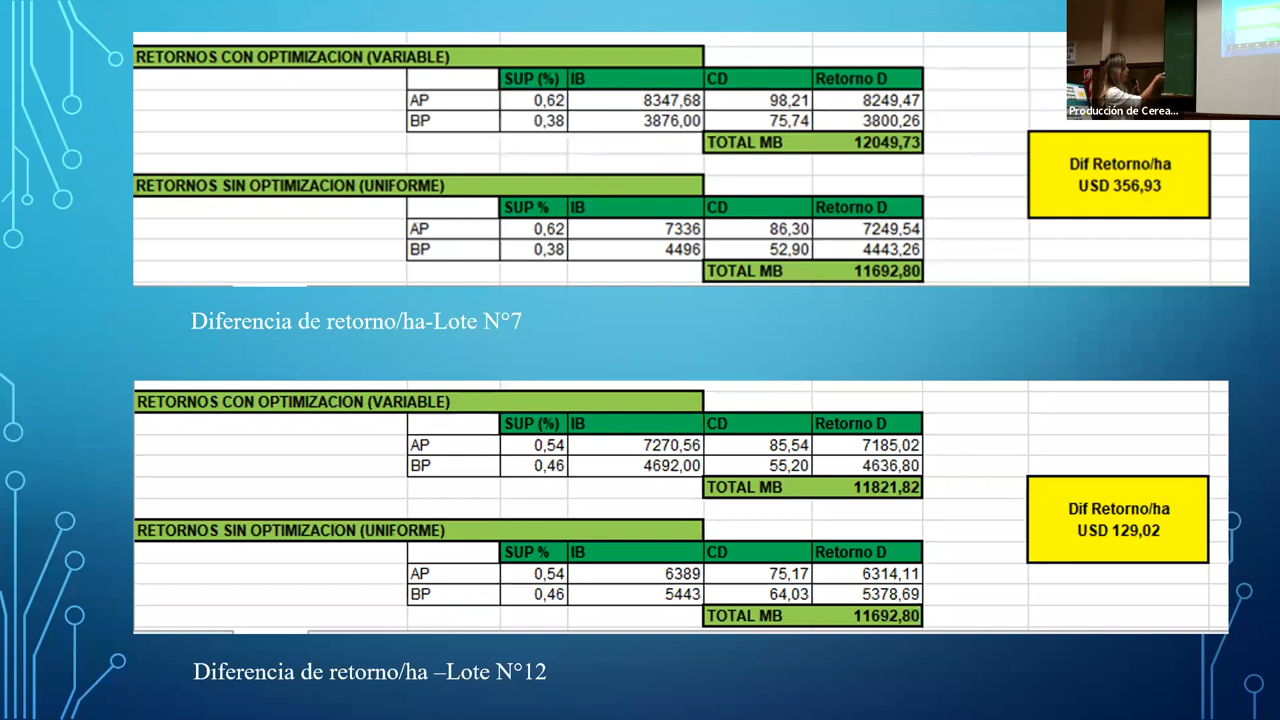 RETORNOS CON OPTIMIZACION (VARIABLE)
SUP (%) IB CD Retorno D
AP 0,62 8347,68 98,21 8249,47
BP 0,38 3876,00 75,74 3800,26
TOTAL MB 12049,73
RETORNOS SIN OPTIMIZACION (UNIFORME)
SUP % IB CD Retorno D
AP 0,62 7336 86,30 7249,54
BP 0,38 4496 52,90 4443,26
TOTAL MB 11692,80
Dif Retorno/ha
USD 356,93
Producción de Cerea...
Diferencia de retorno/ha-Lote N°7
RETORNOS CON OPTIMIZACION (VARIABLE)
SUP (%) IB CD Retorno D
AP 0,54 7270,56 85,54 7185,02
BP 0,46 4692,00 55,20 4636,80
TOTAL MB 11821,82
RETORNOS SIN OPTIMIZACION (UNIFORME)
SUP % IB CD Retorno D
AP 0,54 6389 75,17 6314,11
BP 0,46 5443 64,03 5378,69
TOTAL MB 11692,80
Dif Retorno/ha
USD 129,02
Diferencia de retorno/ha –Lote N°12